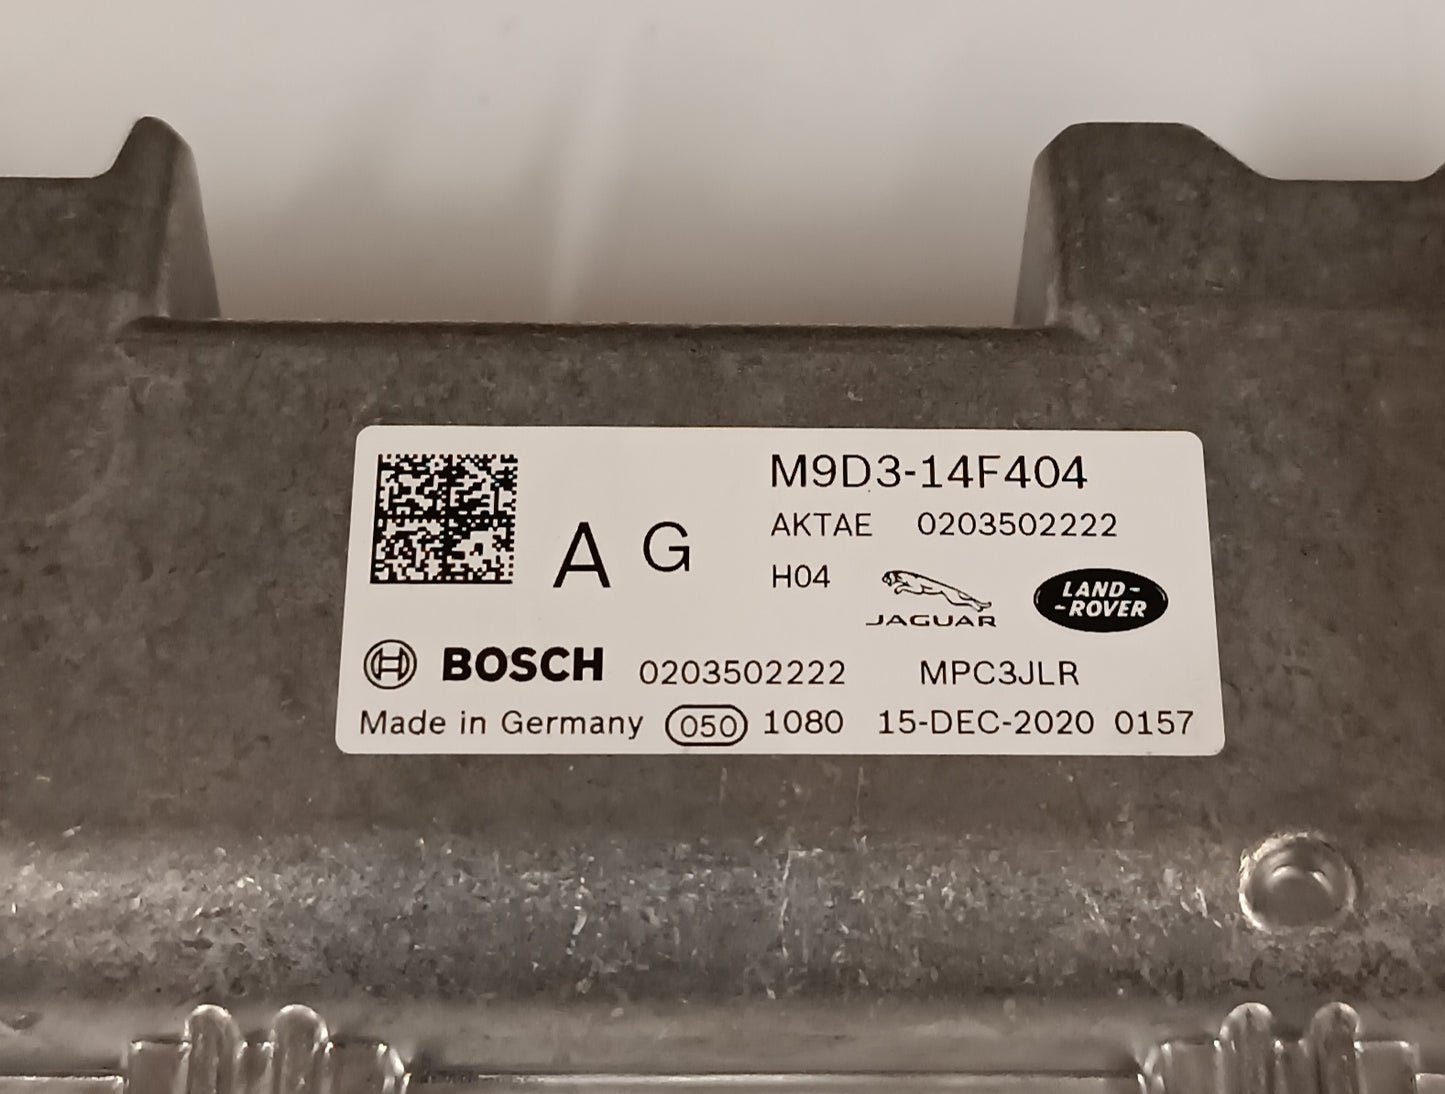 M9D3-14F404
A G
AKTAE 0203502222
H04
JAGUAR
LAND-
-ROVER
BOSCH 0203502222 MPC3JLR
Made in Germany 050 1080 15-DEC-2020 0157